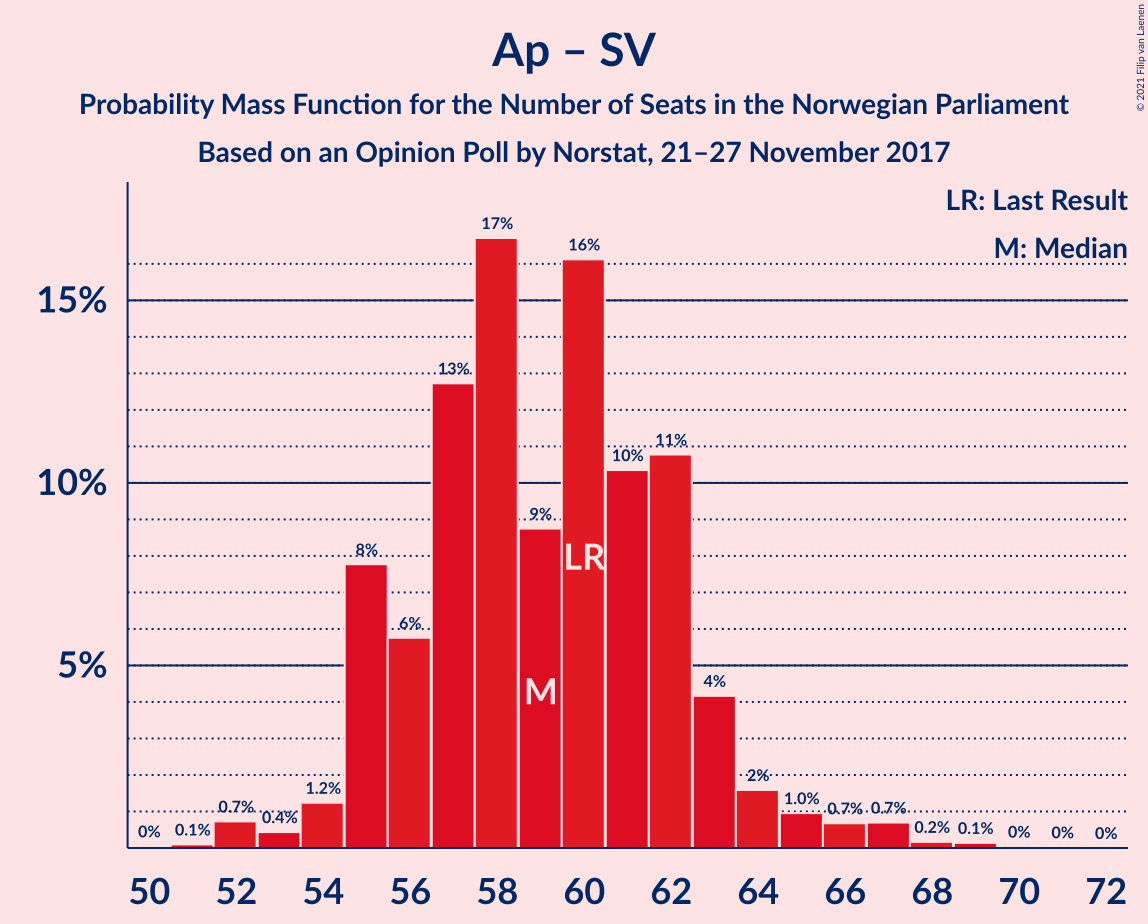 Ap – SV
Probability Mass Function for the Number of Seats in the Norwegian Parliament
Based on an Opinion Poll by Norstat, 21–27 November 2017
© 2021 Filip van Laenen
LR: Last Result
M: Median
15%
10%
5%
0%
0.1%
0.7%
0.4%
1.2%
8%
6%
13%
17%
9%
16%
10%
11%
4%
2%
1.0%
0.7%
0.7%
0.2%
0.1%
0%
0%
0%
LR
M
50 52 54 56 58 60 62 64 66 68 70 72